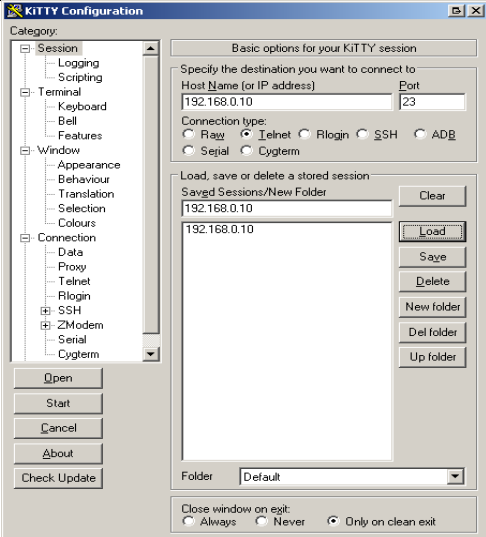 KiTTY Configuration
Category:
Session
Logging
Scripting
Terminal
Keyboard
Bell
Features
Window
Appearance
Behaviour
Translation
Selection
Colours
Connection
Data
Proxy
Telnet
Rlogin
SSH
ZModem
Serial
Cygterm
Open
Start
Cancel
About
Check Update
Basic options for your KiTTY session
Specify the destination you want to connect to
Host Name (or IP address) Port
192.168.0.10 23
Connection type:
Raw Telnet Rlogin SSH ADB
Serial Cygterm
Load, save or delete a stored session
Saved Sessions/New Folder
192.168.0.10
192.168.0.10
Clear
Load
Save
Delete
New folder
Del folder
Up folder
Folder Default
Close window on exit:
Always Never Only on clean exit